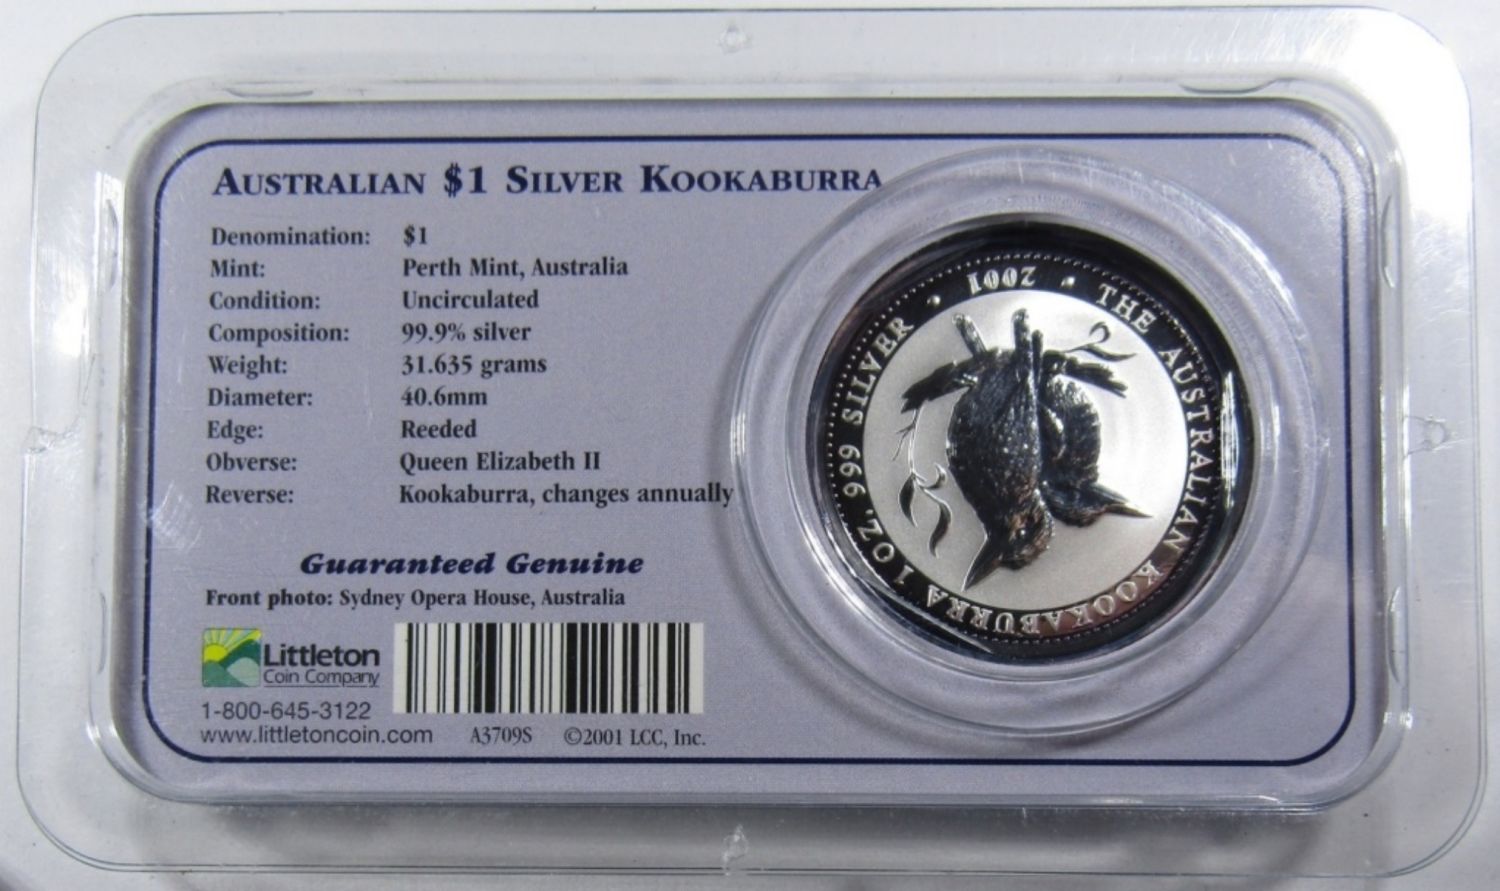 AUSTRALIAN $1 SILVER KOOKABURRA
Denomination: $1
Mint: Perth Mint, Australia
Condition: Uncirculated
Composition: 99.9% silver
Weight: 31.635 grams
Diameter: 40.6mm
Edge: Reeded
Obverse: Queen Elizabeth II
Reverse: Kookaburra, changes annually
Guaranteed Genuine
Front photo: Sydney Opera House, Australia
Littleton
Coin Company
1-800-645-3122
www.littletoncoin.com
A3709S ©2001 LCC, Inc.
THE AUSTRALIAN KOOKABURRA 1 OZ. 999 SILVER
2001